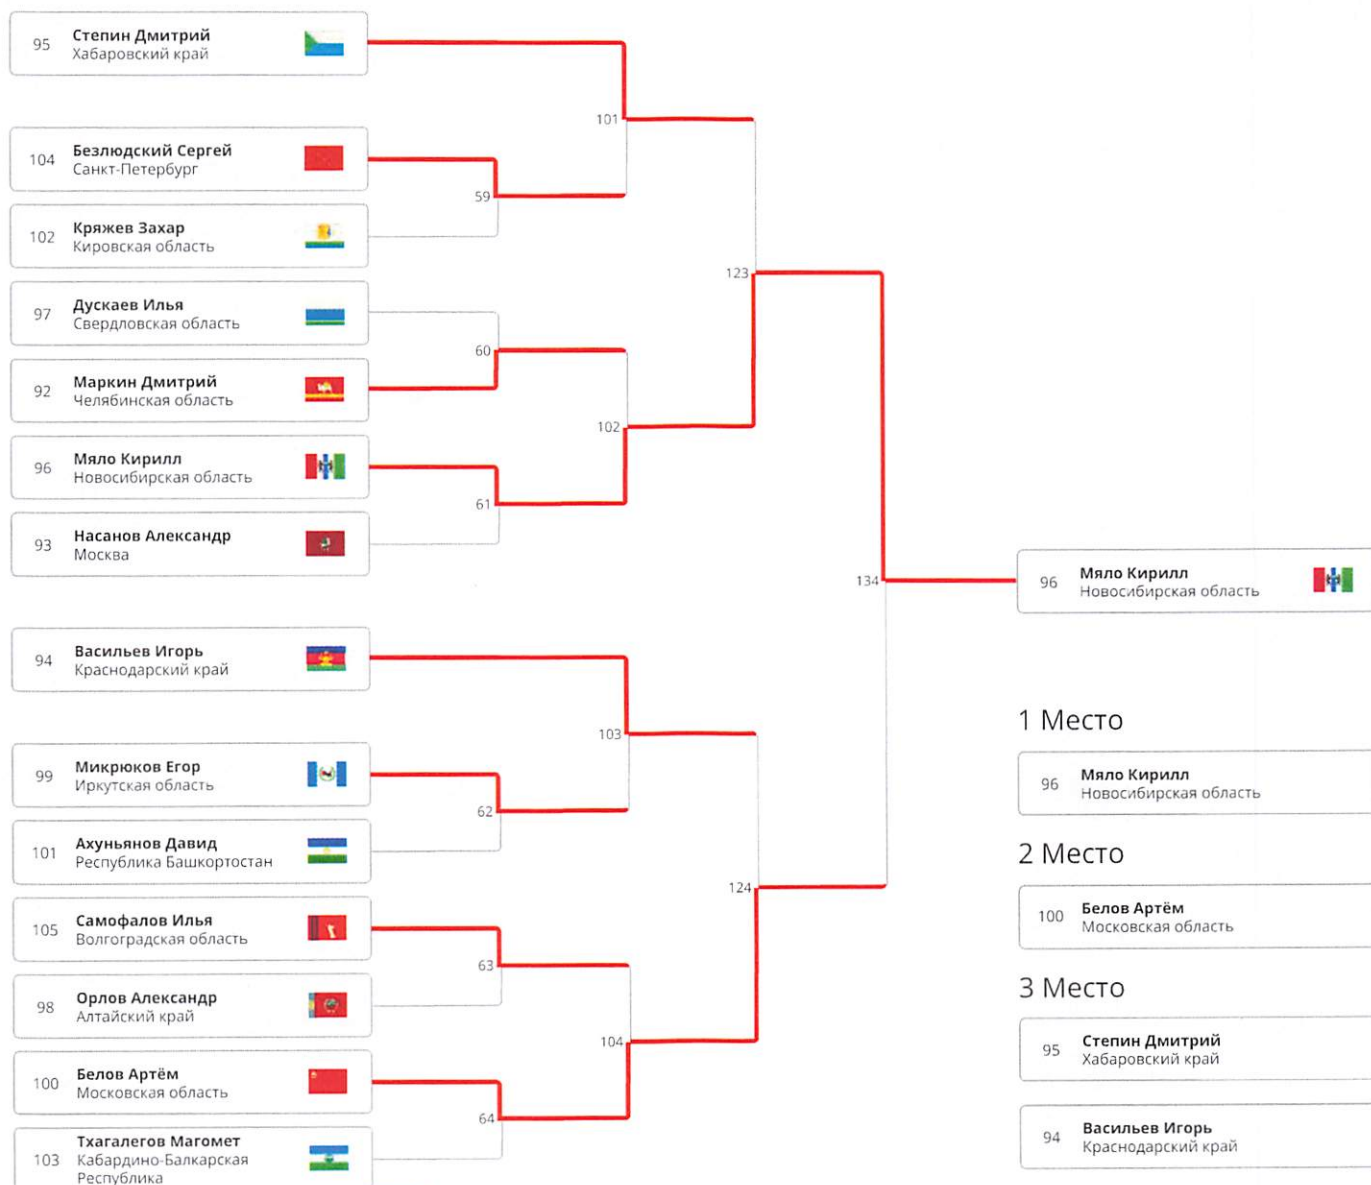 95
Степин Дмитрий
Хабаровский край
101
104
Безлюдский Сергей
Санкт-Петербург
59
102
Кряжев Захар
Кировская область
123
97
Дускаев Илья
Свердловская область
60
92
Маркин Дмитрий
Челябинская область
102
96
Мяло Кирилл
Новосибирская область
61
93
Насанов Александр
Москва
134
96
Мяло Кирилл
Новосибирская область
94
Васильев Игорь
Краснодарский край
103
99
Микрюков Егор
Иркутская область
62
101
Ахуньянов Давид
Республика Башкортостан
124
105
Самофалов Илья
Волгоградская область
63
98
Орлов Александр
Алтайский край
104
100
Белов Артём
Московская область
64
103
Тхагалегов Магомет
Кабардино-Балкарская
Республика
1 Место
96
Мяло Кирилл
Новосибирская область
2 Место
100
Белов Артём
Московская область
3 Место
95
Степин Дмитрий
Хабаровский край
94
Васильев Игорь
Краснодарский край